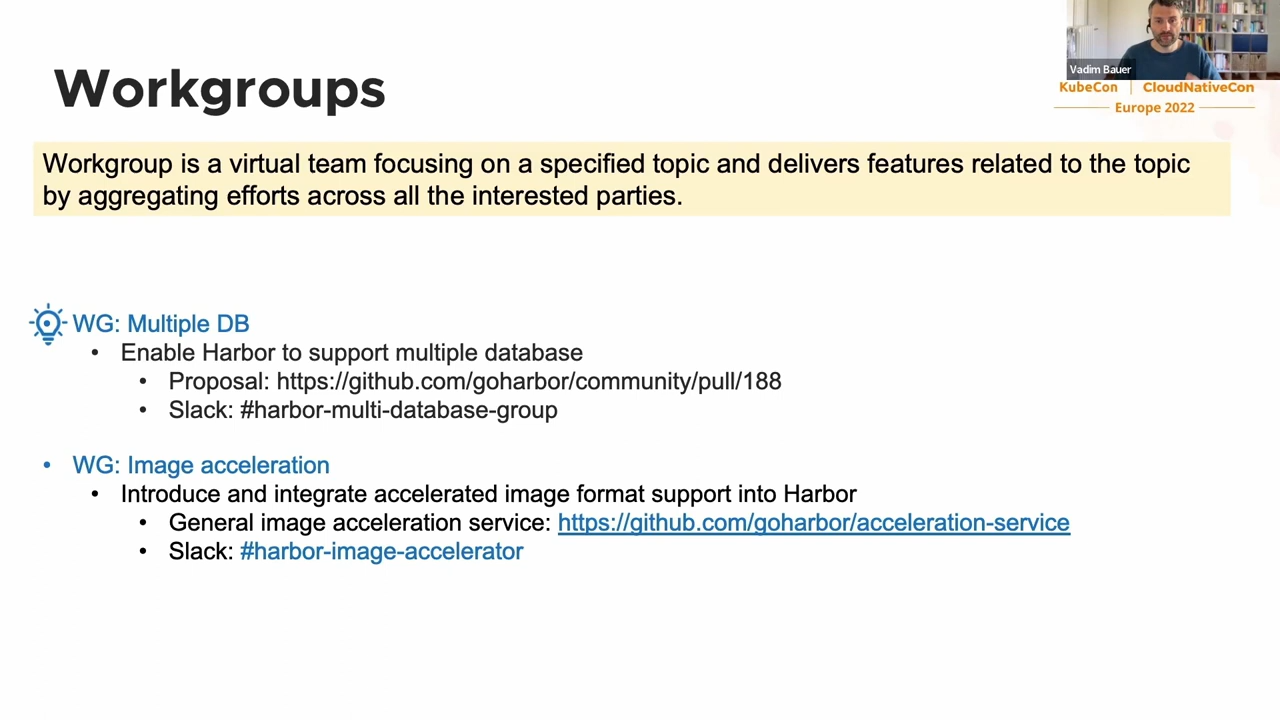 Workgroups
Vadim Bauer
KubeCon | CloudNativeCon
Europe 2022
Workgroup is a virtual team focusing on a specified topic and delivers features related to the topic
by aggregating efforts across all the interested parties.
WG: Multiple DB
• Enable Harbor to support multiple database
• Proposal: https://github.com/goharbor/community/pull/188
• Slack: #harbor-multi-database-group
• WG: Image acceleration
• Introduce and integrate accelerated image format support into Harbor
• General image acceleration service: https://github.com/goharbor/acceleration-service
• Slack: #harbor-image-accelerator